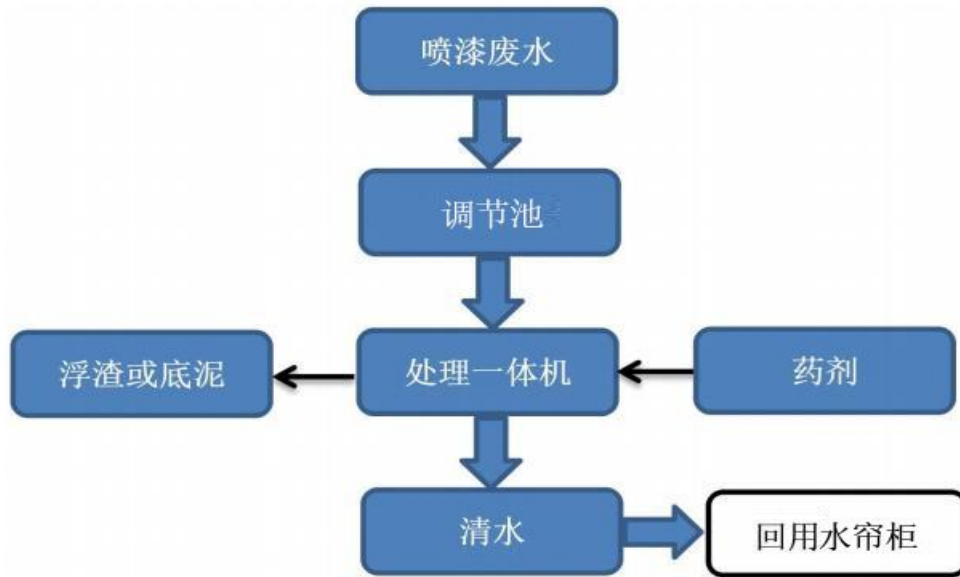 喷漆废水
调节池
浮渣或底泥
处理一体机
药剂
清水
回用水帘柜